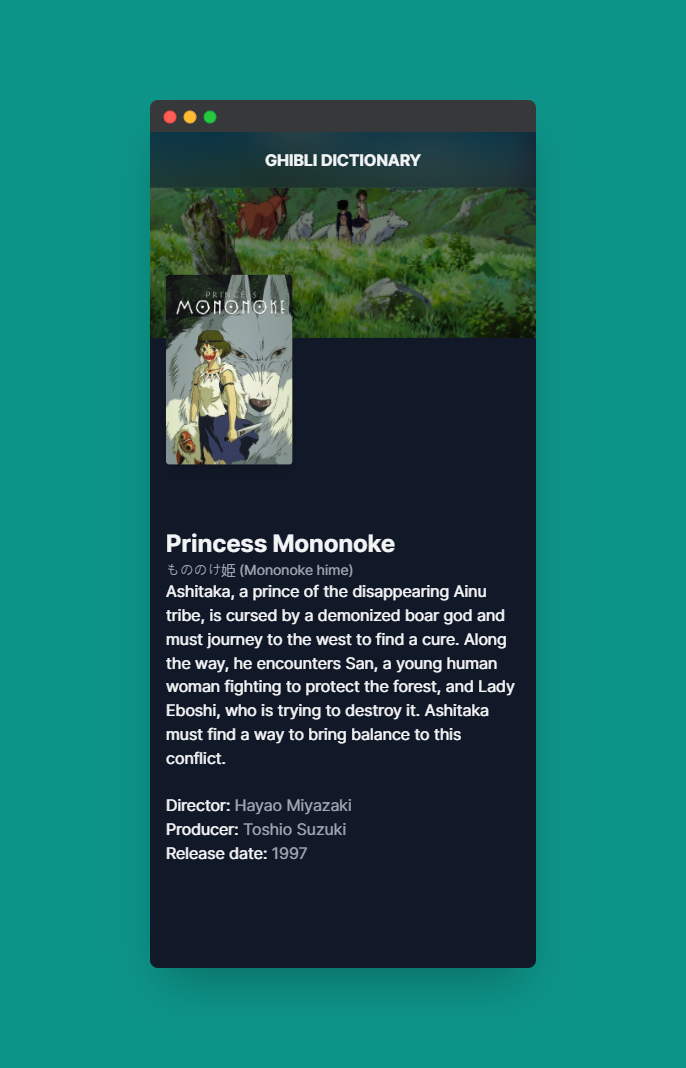 GHIBLI DICTIONARY
PRINCESS
MONONOKE
Princess Mononoke
もののけ姫 (Mononoke hime)
Ashitaka, a prince of the disappearing Ainu
tribe, is cursed by a demonized boar god and
must journey to the west to find a cure. Along
the way, he encounters San, a young human
woman fighting to protect the forest, and Lady
Eboshi, who is trying to destroy it. Ashitaka
must find a way to bring balance to this
conflict.
Director: Hayao Miyazaki
Producer: Toshio Suzuki
Release date: 1997